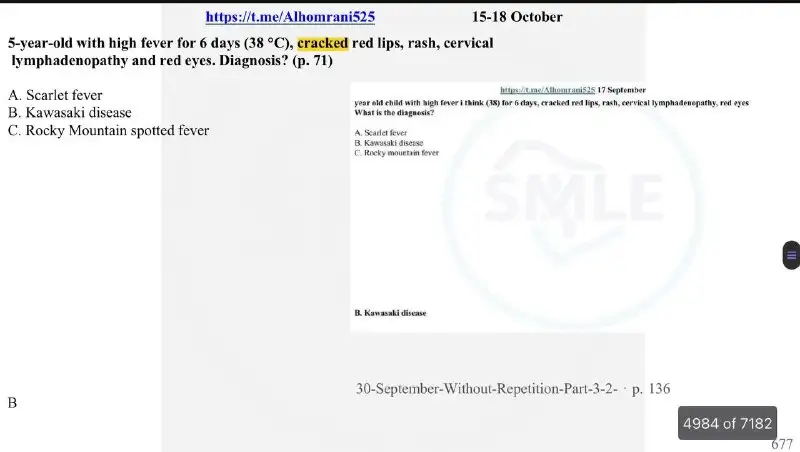 https://t.me/Alhomrani525 15-18 October
5-year-old with high fever for 6 days (38 °C), cracked red lips, rash, cervical
lymphadenopathy and red eyes. Diagnosis? (p. 71)
A. Scarlet fever
B. Kawasaki disease
C. Rocky Mountain spotted fever
https://t.me/Alhomrani525 17 September
year old child with high fever i think (38) for 6 days, cracked red lips, rash, cervical lymphadenopathy, red eyes
What is the diagnosis?
A. Scarlet fever
B. Kawasaki disease
C. Rocky mountain fever
SMLE
B. Kawasaki disease
30-September-Without-Repetition-Part-3-2- · p. 136
B
4984 of 7182
677